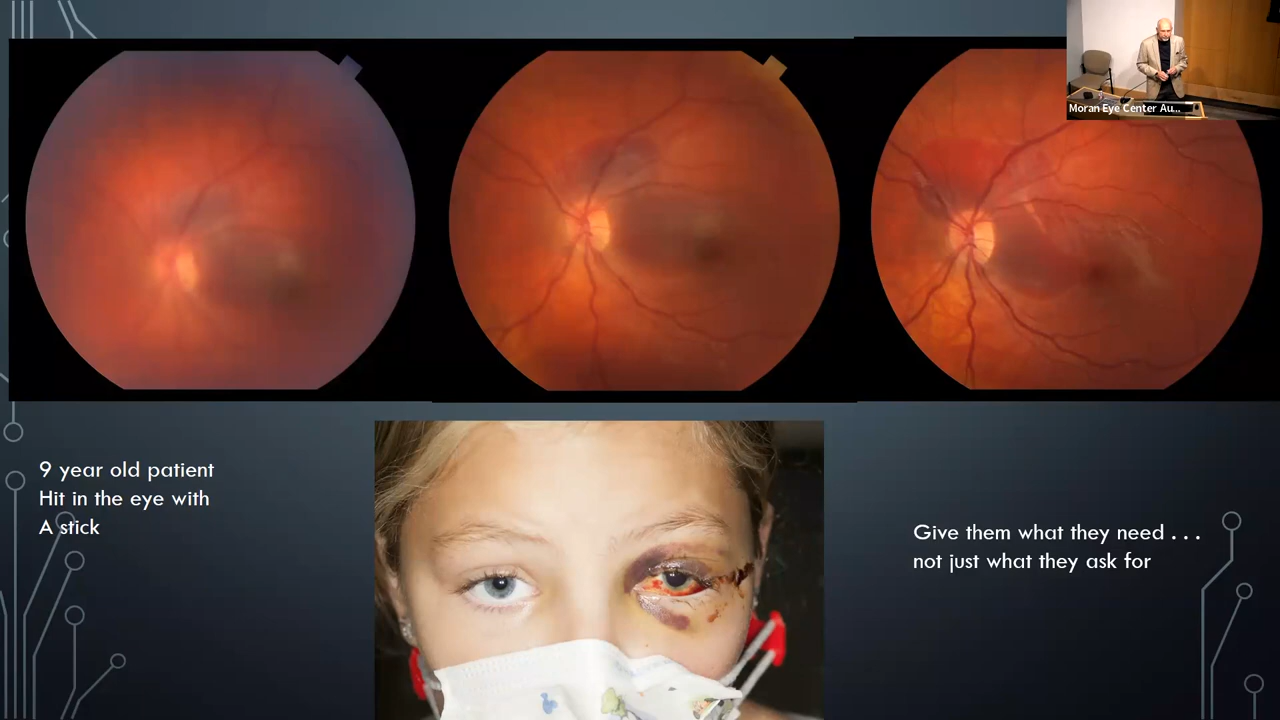 Moran Eye Center Au...
9 year old patient
Hit in the eye with
A stick
Give them what they need . . .
not just what they ask for